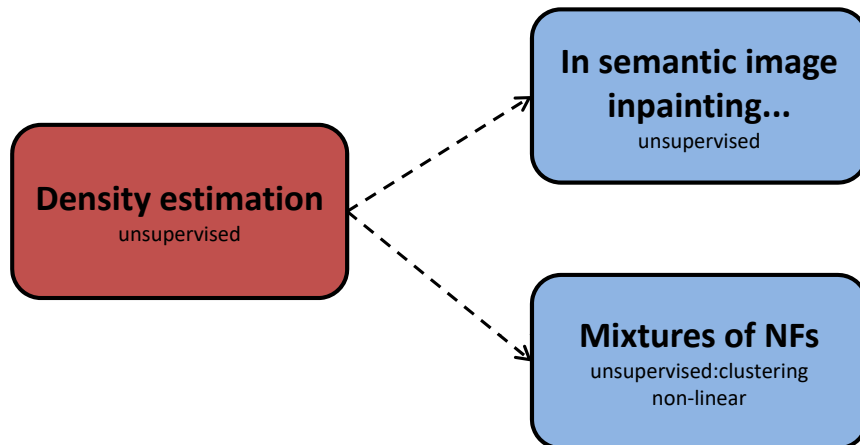 Density estimation
unsupervised
In semantic image
inpainting...
unsupervised
Mixtures of NFs
unsupervised:clustering
non-linear